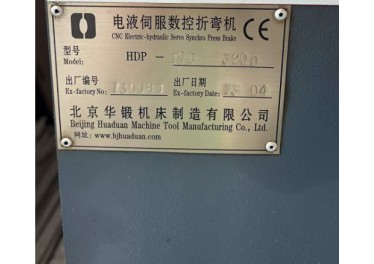 电液伺服数控折弯机 CE
CNC Electric-hydraulic Servo Synchro Press Brake
型号
Model: HDP- 3200
出厂编号 出厂日期
Ex-factory No: Ex-factory Date:
北京华锻机床制造有限公司
Beijing Huaduan Machine Tool Manufacturing Co., Ltd.
网址:www.bjhuaduan.com